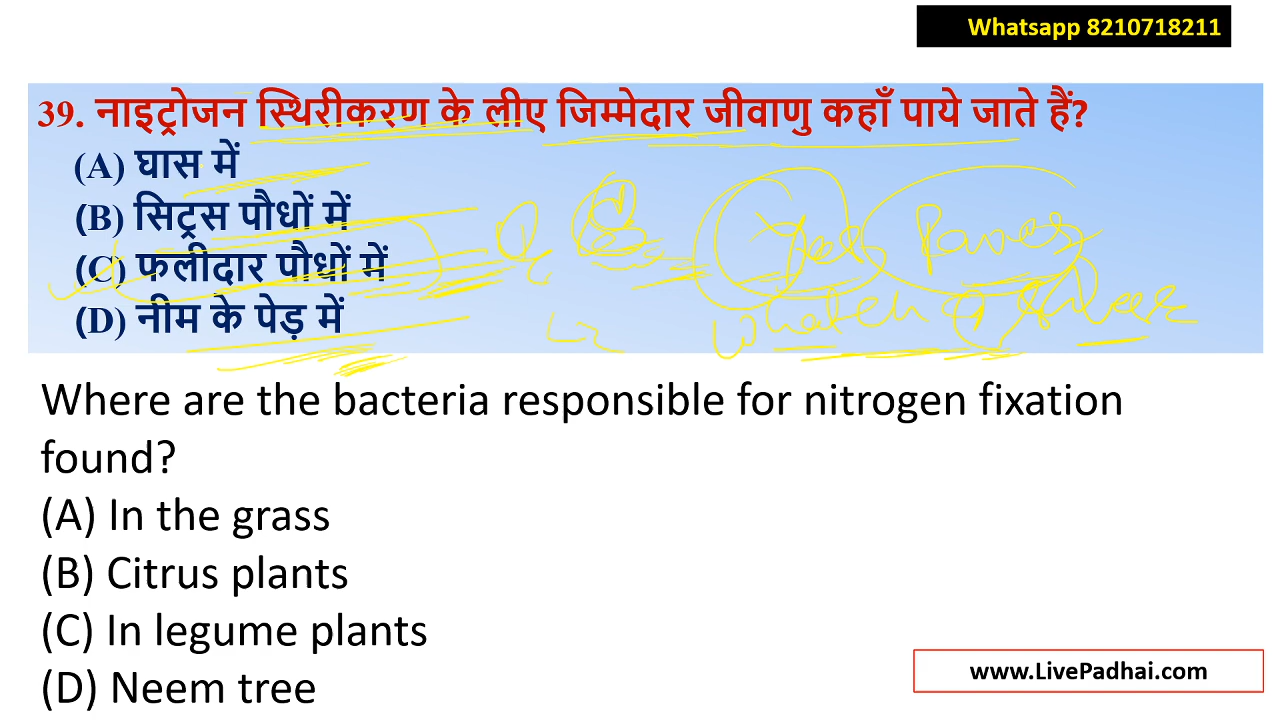 Whatsapp 8210718211
39. नाइट्रोजन स्थिरीकरण के लीए जिम्मेदार जीवाणु कहाँ पाये जाते हैं?
(A) घास में
(B) सिट्रस पौधों में
(C) फलीदार पौधों में
(D) नीम के पेड़ में
Where are the bacteria responsible for nitrogen fixation
found?
(A) In the grass
(B) Citrus plants
(C) In legume plants
(D) Neem tree
www.LivePadhai.com